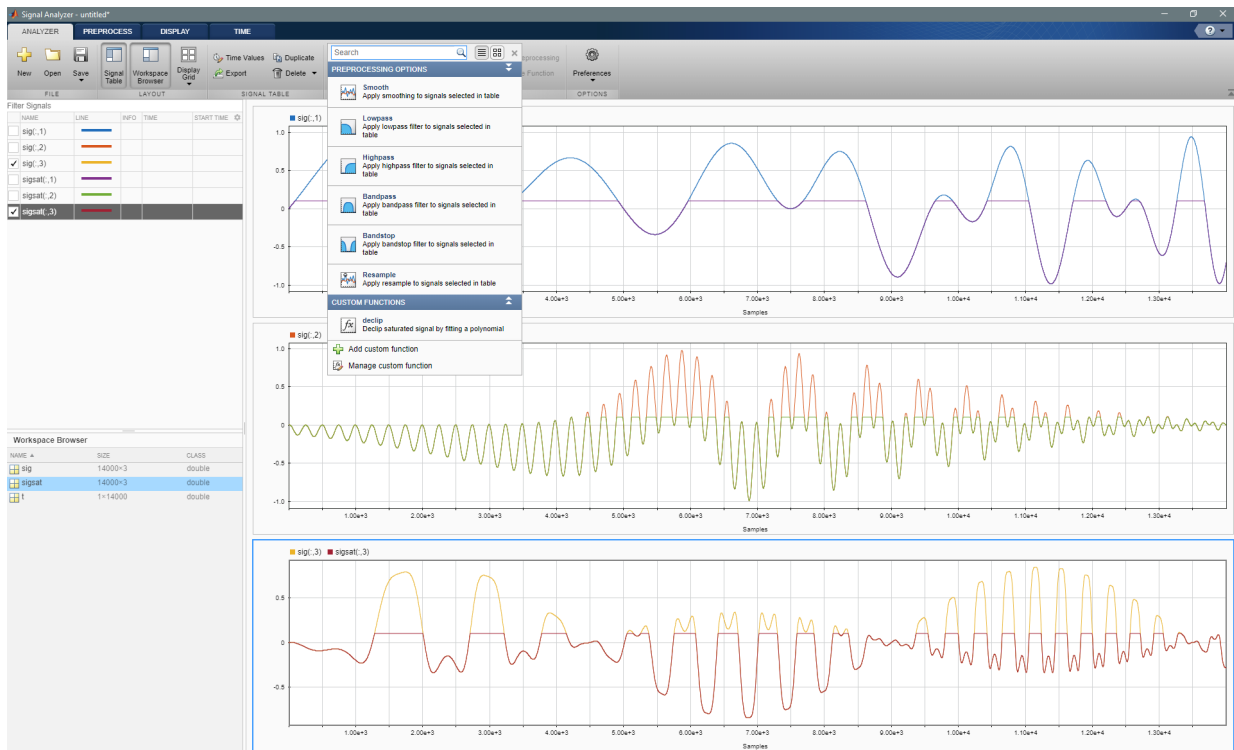 Signal Analyzer - untitled*
ANALYZER PREPROCESS DISPLAY TIME
New Open Save Signal Table Workspace Browser Display Grid
Time Values Duplicate
Export Delete
FILE LAYOUT SIGNAL TABLE OPTIONS
Search
processing
Function
Preferences
PREPROCESSING OPTIONS
Smooth
Apply smoothing to signals selected in table
Lowpass
Apply lowpass filter to signals selected in
table
Highpass
Apply highpass filter to signals selected in
table
Bandpass
Apply bandpass filter to signals selected in
table
Bandstop
Apply bandstop filter to signals selected in
table
Resample
Apply resample to signals selected in table
CUSTOM FUNCTIONS
fx declip
Declip saturated signal by fitting a polynomial
Add custom function
Manage custom function
Filter Signals
NAME LINE INFO TIME START TIME
sig(:,1)
sig(:,2)
sig(:,3)
sigsat(:,1)
sigsat(:,2)
sigsat(:,3)
Workspace Browser
NAME SIZE CLASS
sig 14000×3 double
sigsat 14000×3 double
t 1×14000 double
sig(:,1)
1.0
0.5
0
-0.5
-1.0
4.00e+3 5.00e+3 6.00e+3 7.00e+3 8.00e+3 9.00e+3 1.00e+4 1.10e+4 1.20e+4 1.30e+4
Samples
sig(:,2)
1.0
0.5
0
-0.5
-1.0
1.00e+3 2.00e+3 3.00e+3 4.00e+3 5.00e+3 6.00e+3 7.00e+3 8.00e+3 9.00e+3 1.00e+4 1.10e+4 1.20e+4 1.30e+4
Samples
sig(:,3) sigsat(:,3)
0.5
0
-0.5
1.00e+3 2.00e+3 3.00e+3 4.00e+3 5.00e+3 6.00e+3 7.00e+3 8.00e+3 9.00e+3 1.00e+4 1.10e+4 1.20e+4 1.30e+4
Samples